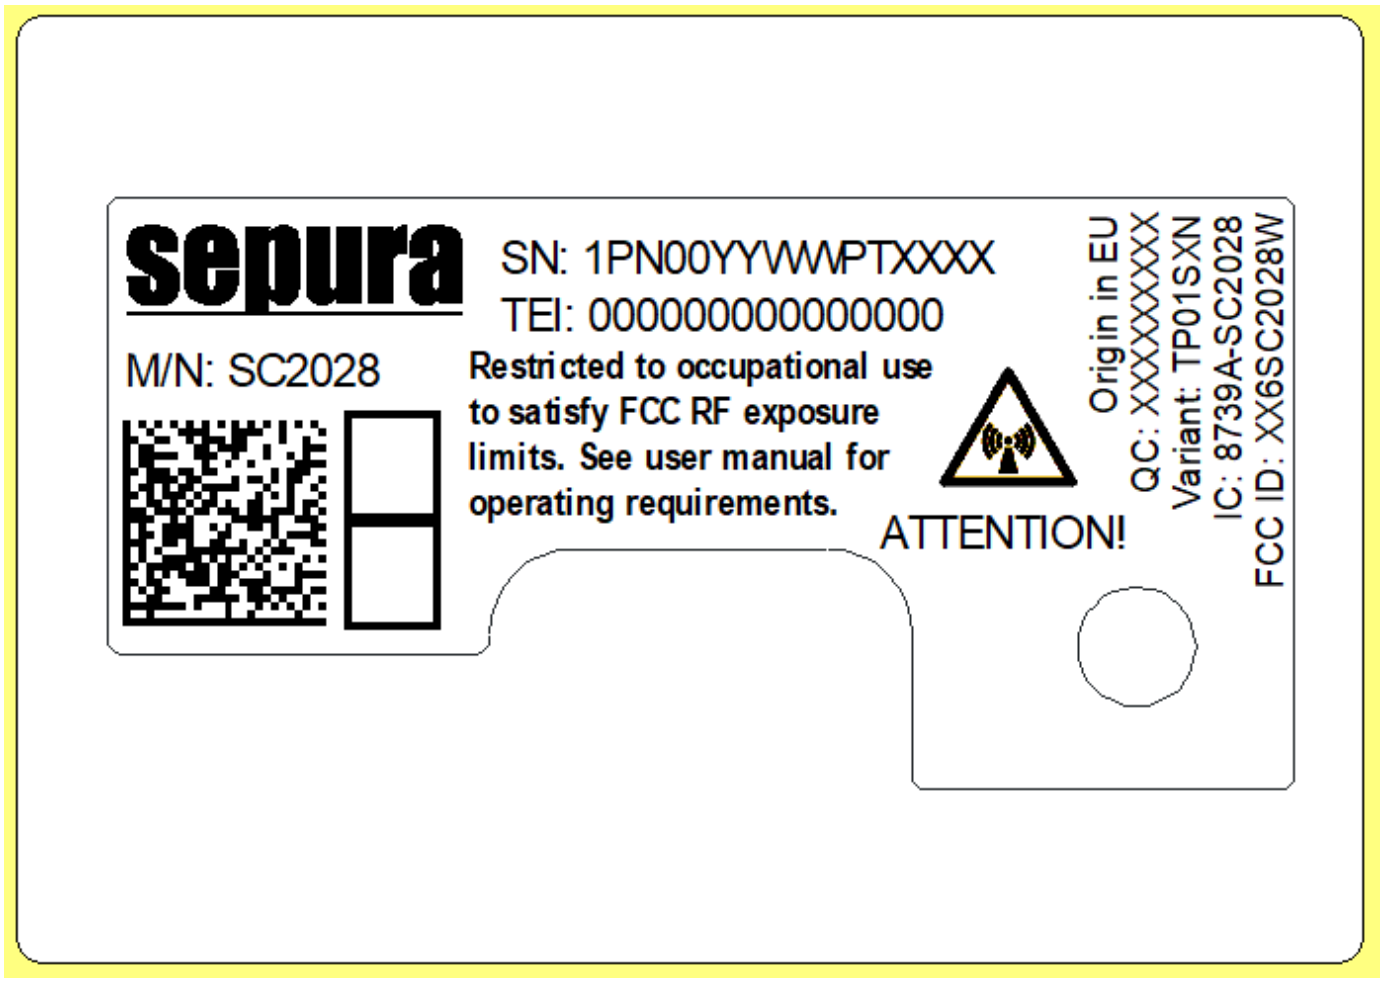 sepura
SN: 1PN00YYWWPTXXXX
TEI: 000000000000000
M/N: SC2028
Restricted to occupational use
to satisfy FCC RF exposure
limits. See user manual for
operating requirements.
ATTENTION!
Origin in EU
QC: XXXXXXXXX
Variant: TP01SXN
IC: 8739A-SC2028
FCC ID: XX6SC2028W